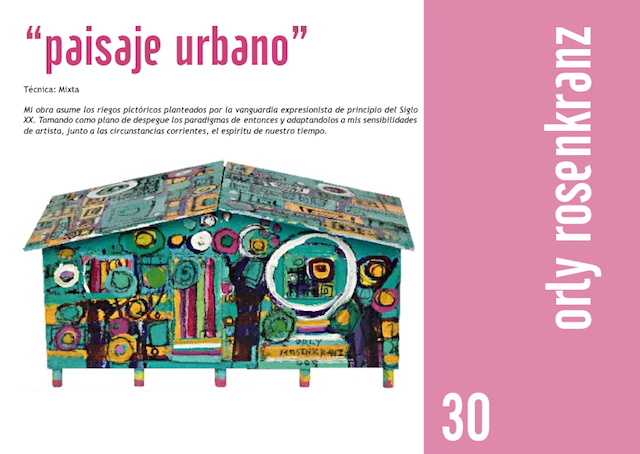 “paisaje urbano”
Técnica: Mixta
Mi obra asume los riegos pictóricos planteados por la vanguardia expresionista de principio del Siglo
XX. Tomando como plano de despegue los paradigmas de entonces y adaptandolos a mis sensibilidades
de artista, junto a las circunstancias corrientes, el espíritu de nuestro tiempo.
ORLY
ROSENKRANZ
orly rosenkranz
30